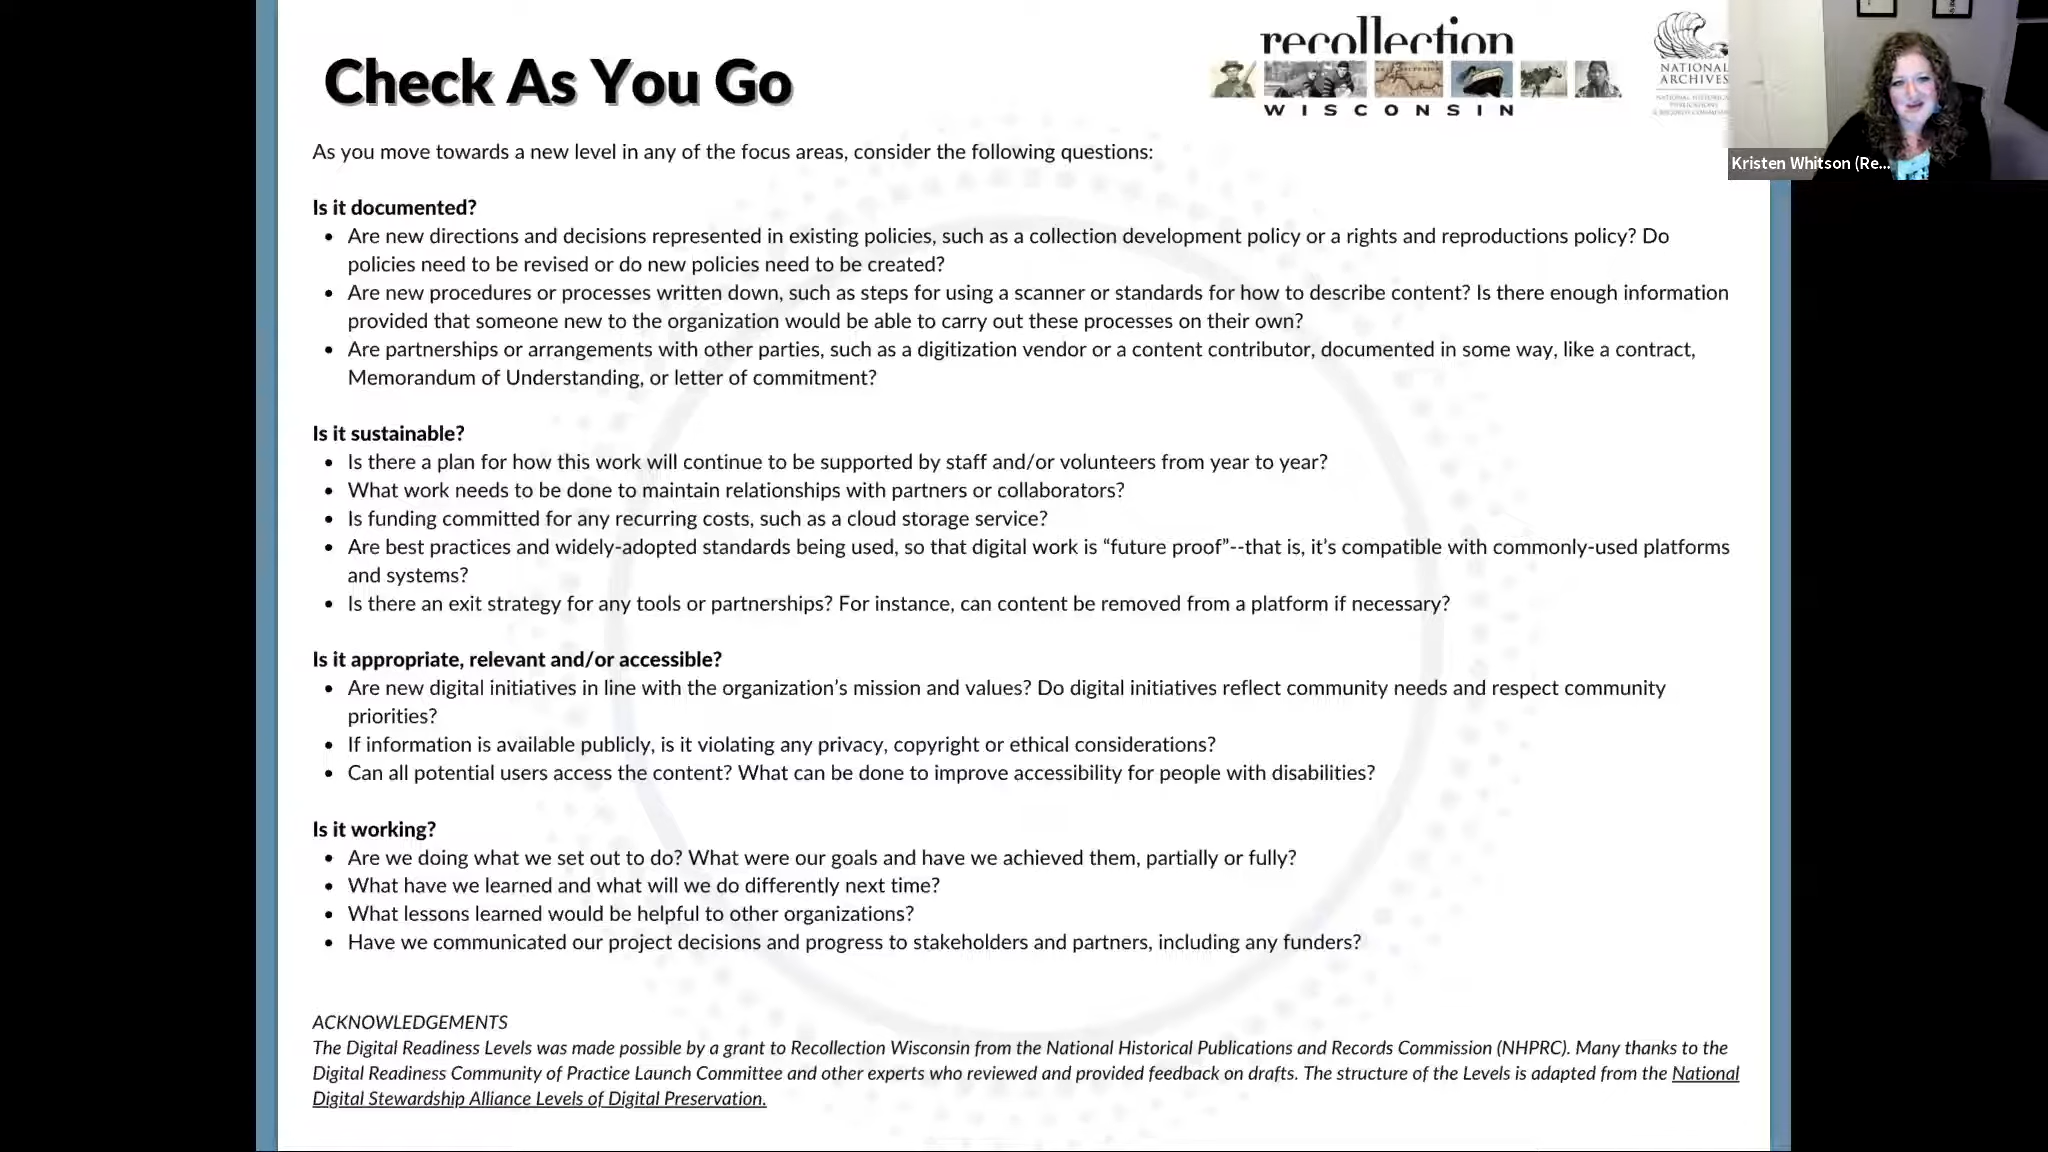 Check As You Go
recollection
WISCONSIN
NATIONAL
ARCHIVES
NATIONAL HISTORICAL
PUBLICATIONS
& RECORDS COMMISSION
Kristen Whitson (Re...
As you move towards a new level in any of the focus areas, consider the following questions:
Is it documented?
• Are new directions and decisions represented in existing policies, such as a collection development policy or a rights and reproductions policy? Do
policies need to be revised or do new policies need to be created?
• Are new procedures or processes written down, such as steps for using a scanner or standards for how to describe content? Is there enough information
provided that someone new to the organization would be able to carry out these processes on their own?
• Are partnerships or arrangements with other parties, such as a digitization vendor or a content contributor, documented in some way, like a contract,
Memorandum of Understanding, or letter of commitment?
Is it sustainable?
• Is there a plan for how this work will continue to be supported by staff and/or volunteers from year to year?
• What work needs to be done to maintain relationships with partners or collaborators?
• Is funding committed for any recurring costs, such as a cloud storage service?
• Are best practices and widely-adopted standards being used, so that digital work is “future proof”--that is, it’s compatible with commonly-used platforms
and systems?
• Is there an exit strategy for any tools or partnerships? For instance, can content be removed from a platform if necessary?
Is it appropriate, relevant and/or accessible?
• Are new digital initiatives in line with the organization’s mission and values? Do digital initiatives reflect community needs and respect community
priorities?
• If information is available publicly, is it violating any privacy, copyright or ethical considerations?
• Can all potential users access the content? What can be done to improve accessibility for people with disabilities?
Is it working?
• Are we doing what we set out to do? What were our goals and have we achieved them, partially or fully?
• What have we learned and what will we do differently next time?
• What lessons learned would be helpful to other organizations?
• Have we communicated our project decisions and progress to stakeholders and partners, including any funders?
ACKNOWLEDGEMENTS
The Digital Readiness Levels was made possible by a grant to Recollection Wisconsin from the National Historical Publications and Records Commission (NHPRC). Many thanks to the
Digital Readiness Community of Practice Launch Committee and other experts who reviewed and provided feedback on drafts. The structure of the Levels is adapted from the National
Digital Stewardship Alliance Levels of Digital Preservation.